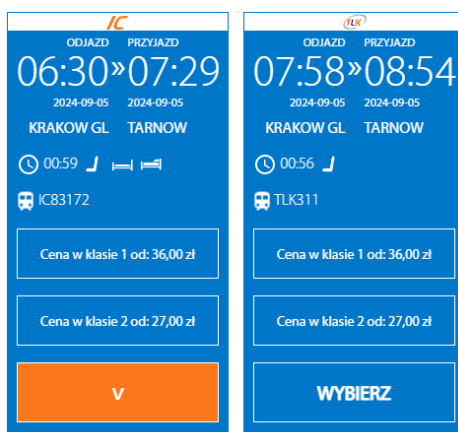 IC
ODJAZD PRZYJAZD
06:30»07:29
2024-09-05 2024-09-05
KRAKOW GL TARNOW
00:59
IC83172
Cena w klasie 1 od: 36,00 zł
Cena w klasie 2 od: 27,00 zł
V
TLK
ODJAZD PRZYJAZD
07:58»08:54
2024-09-05 2024-09-05
KRAKOW GL TARNOW
00:56
TLK311
Cena w klasie 1 od: 36,00 zł
Cena w klasie 2 od: 27,00 zł
WYBIERZ